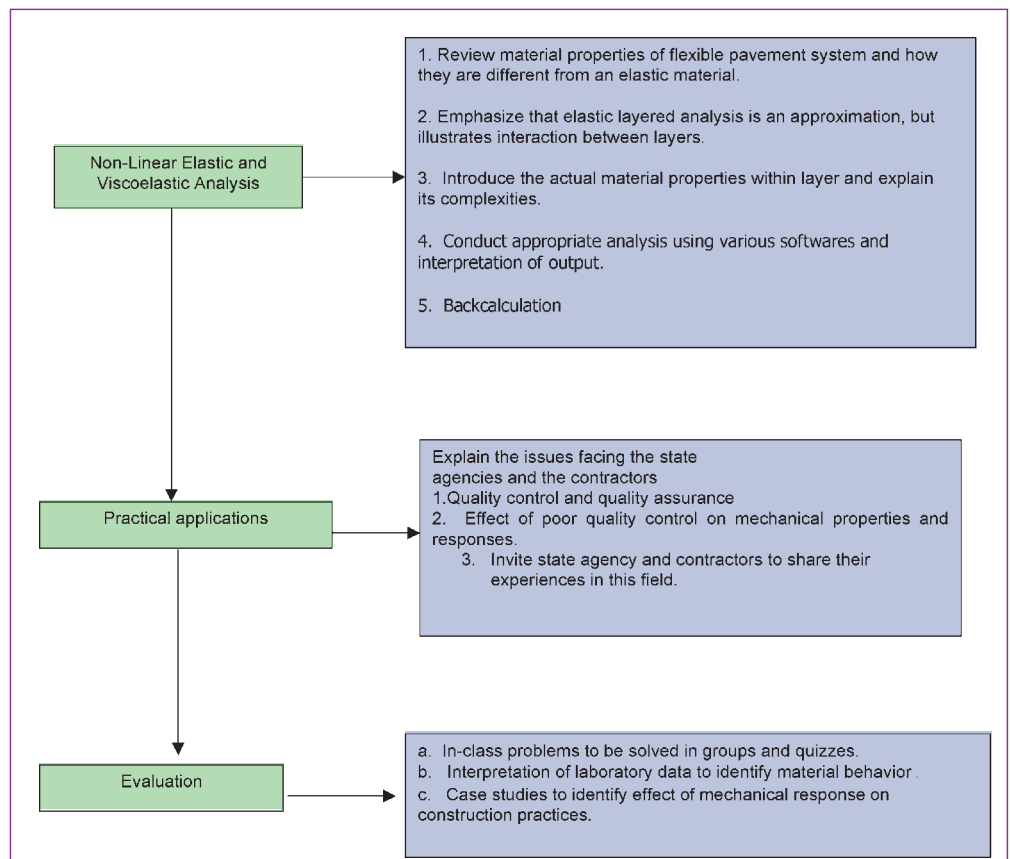 1. Review material properties of flexible pavement system and how
they are different from an elastic material.
2. Emphasize that elastic layered analysis is an approximation, but
illustrates interaction between layers.
Non-Linear Elastic and
Viscoelastic Analysis
3. Introduce the actual material properties within layer and explain
its complexities.
4. Conduct appropriate analysis using various softwares and
interpretation of output.
5. Backcalculation
Practical applications
Explain the issues facing the state
agencies and the contractors
1.Quality control and quality assurance
2. Effect of poor quality control on mechanical properties and
responses.
3. Invite state agency and contractors to share their
experiences in this field.
Evaluation
a. In-class problems to be solved in groups and quizzes.
b. Interpretation of laboratory data to identify material behavior.
c. Case studies to identify effect of mechanical response on
construction practices.